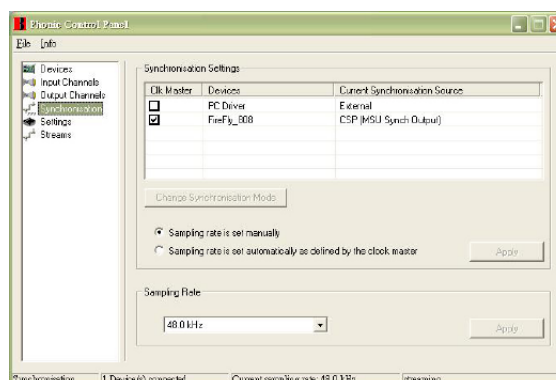 Phonic Control Panel
File Info
Devices
Input Channels
Output Channels
Synchronisation
Settings
Streams
Synchronisation Settings
Clk Master Devices Current Synchronisation Source
PC Driver External
FireFly_808 CSP (MSU Synch Output)
Change Synchronisation Mode
Sampling rate is set manually
Sampling rate is set automatically as defined by the clock master
Apply
Sampling Rate
48.0 kHz
Apply
Synchronisation 1 Device(s) connected Current sampling rate: 48.0 kHz streaming